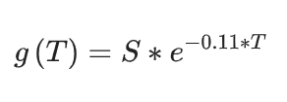 g(T) = S * e^{-0.11*T}